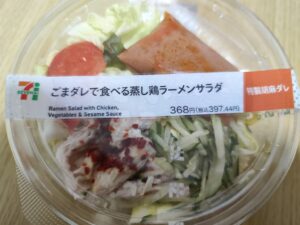 ごまダレで食べる蒸し鶏ラーメンサラダ
Ramen Salad with Chicken,
Vegetables & Sesame Sauce
368円(税込397.44円)
特製胡麻ダレ